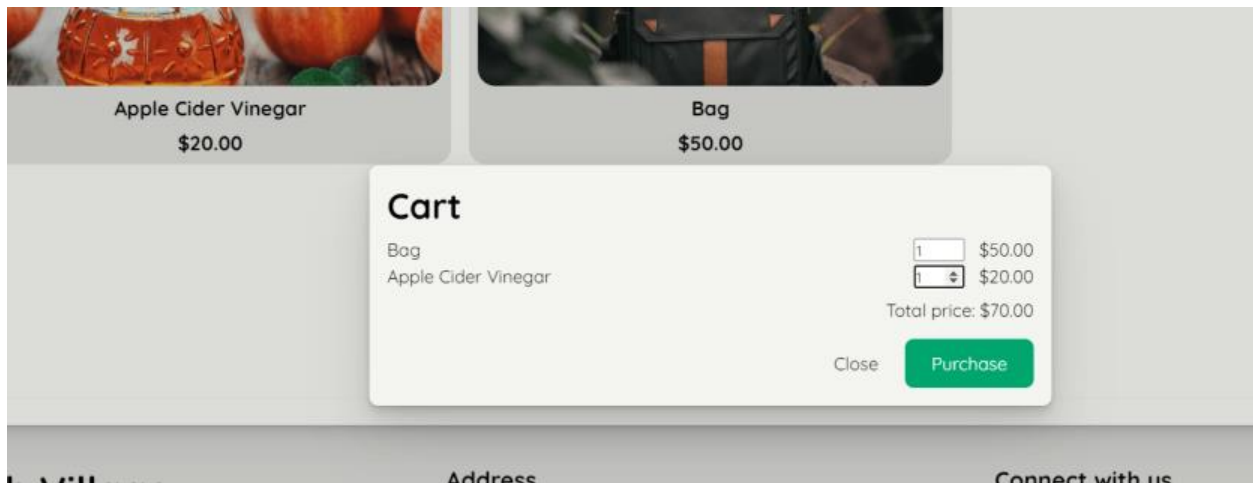 Apple Cider Vinegar
$20.00
Bag
$50.00
Cart
Bag 1 $50.00
Apple Cider Vinegar 1 $20.00
Total price: $70.00
Close Purchase
Address
Connect with us